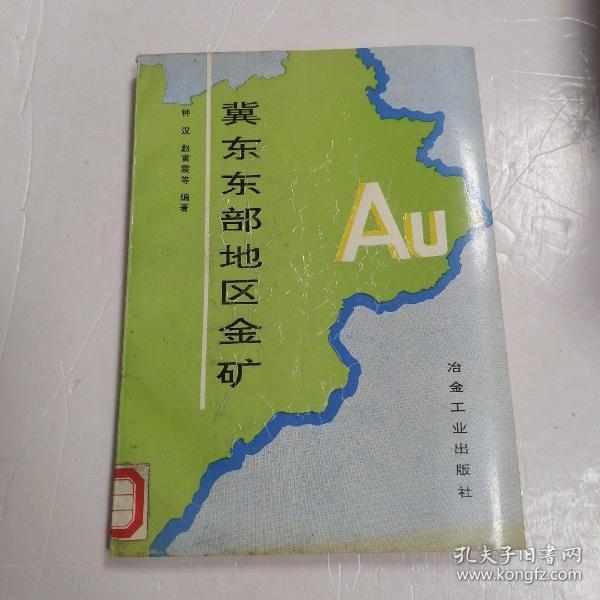 冀东东部地区金矿
钟汉 赵寅震等 编著
Au
冶金工业出版社
孔夫子旧书网
www.kongfz.com